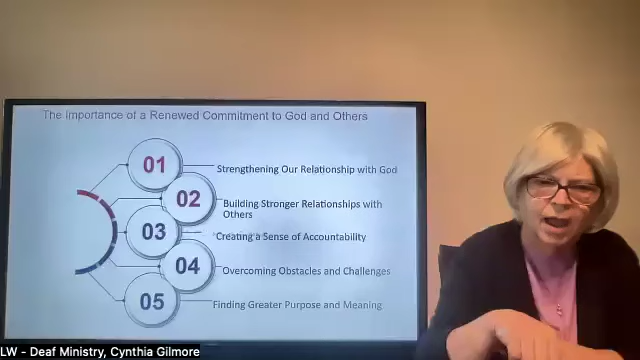 The Importance of a Renewed Commitment to God and Others
01
Strengthening Our Relationship with God
02
Building Stronger Relationships with
Others
03
Creating a Sense of Accountability
04
Overcoming Obstacles and Challenges
05
Finding Greater Purpose and Meaning
LW - Deaf Ministry, Cynthia Gilmore